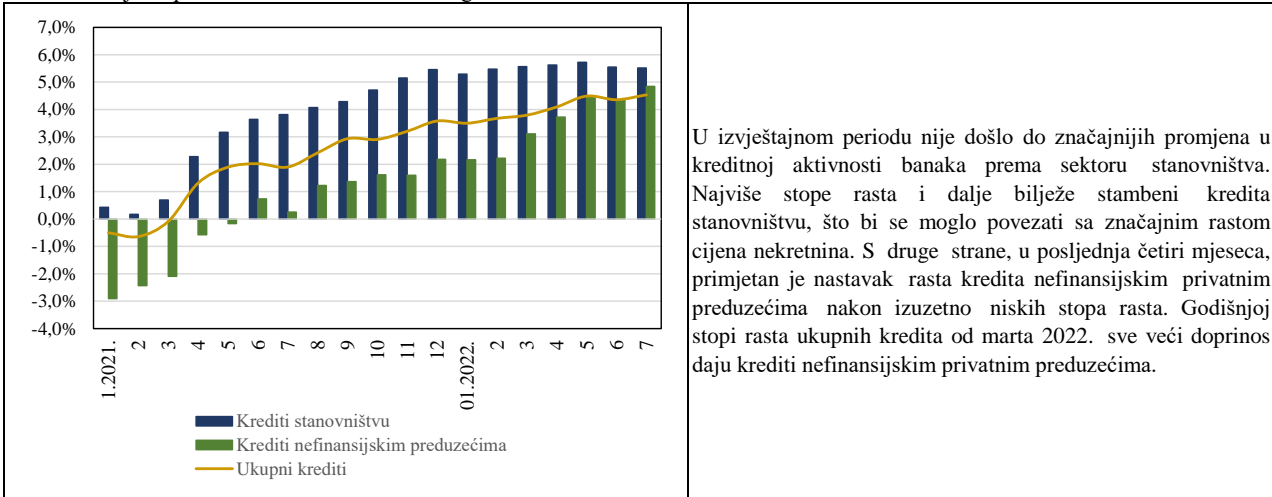 7,0%
6,0%
5,0%
4,0%
3,0%
2,0%
1,0%
0,0%
-1,0%
-2,0%
-3,0%
-4,0%
1.2021.
2
3
4
5
6
7
8
9
10
11
12
01.2022.
2
3
4
5
6
7
Krediti stanovništvu
Krediti nefinansijskim preduzećima
Ukupni krediti
U izvještajnom periodu nije došlo do značajnijih promjena u
kreditnoj aktivnosti banaka prema sektoru stanovništva.
Najviše stope rasta i dalje bilježe stambeni kredita
stanovništvu, što bi se moglo povezati sa značajnim rastom
cijena nekretnina. S druge strane, u posljednja četiri mjeseca,
primjetan je nastavak rasta kredita nefinansijskim privatnim
preduzećima nakon izuzetno niskih stopa rasta. Godišnjoj
stopi rasta ukupnih kredita od marta 2022. sve veći doprinos
daju krediti nefinansijskim privatnim preduzećima.